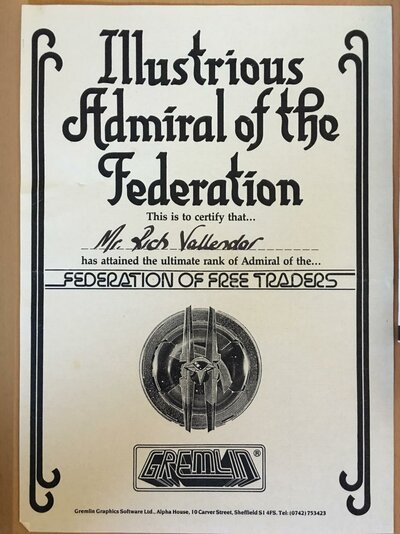 Illustrious
Admiral of the
Federation
This is to certify that...
Mr. Rich Vallender
has attained the ultimate rank of Admiral of the...
FEDERATION OF FREE TRADERS
GREMLIN®
Gremlin Graphics Software Ltd., Alpha House, 10 Carver Street, Sheffield S1 4FS. Tel: (0742) 753423